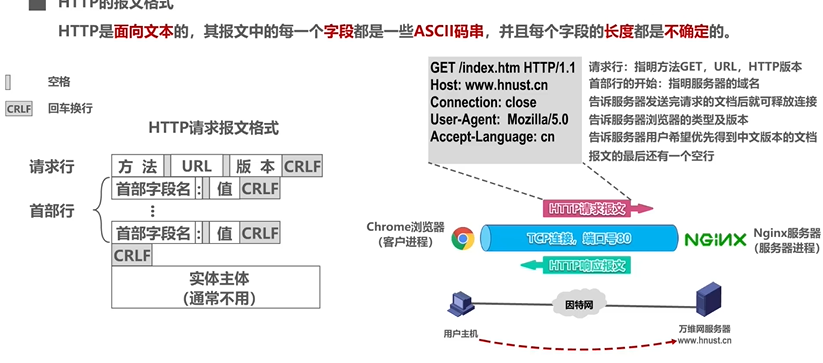 HTTP的报文格式
HTTP是面向文本的，其报文中的每一个字段都是一些ASCII码串，并且每个字段的长度都是不确定的。
空格
CRLF 回车换行
HTTP请求报文格式
请求行 方 法 URL 版 本 CRLF
首部行 首部字段名 : 值 CRLF
⋮
首部字段名 : 值 CRLF
CRLF
实体主体
（通常不用）
GET /index.htm HTTP/1.1 请求行：指明方法GET，URL，HTTP版本
Host: www.hnust.cn 首部行的开始：指明服务器的域名
Connection: close 告诉服务器发送完请求的文档后就可释放连接
User-Agent: Mozilla/5.0 告诉服务器浏览器的类型及版本
Accept-Language: cn 告诉服务器用户希望优先得到中文版本的文档
报文的最后还有一个空行
HTTP请求报文
Chrome浏览器
（客户进程）
TCP连接，端口号80
NGINX
Nginx服务器
（服务器进程）
HTTP响应报文
因特网
用户主机
万维网服务器
www.hnust.cn